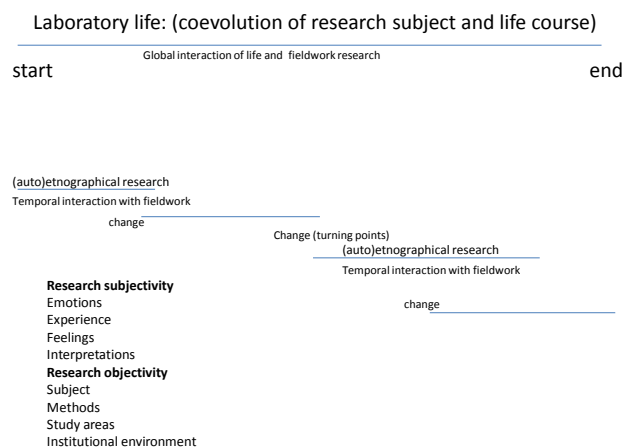 Laboratory life: (coevolution of research subject and life course)
Global interaction of life and fieldwork research
start
end
(auto)etnographical research
Temporal interaction with fieldwork
change
Change (turning points)
(auto)etnographical research
Temporal interaction with fieldwork
Research subjectivity
Emotions
change
Experience
Feelings
Interpretations
Research objectivity
Subject
Methods
Study areas
Institutional environment